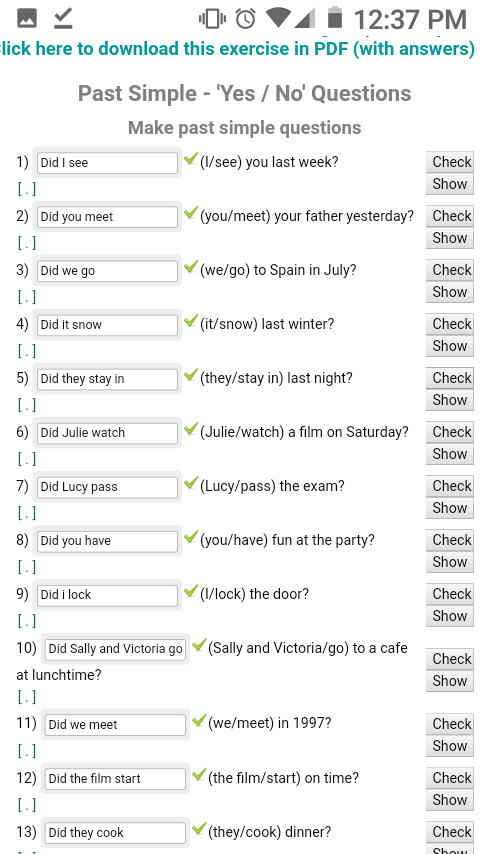 12:37 PM
lick here to download this exercise in PDF (with answers)
Past Simple - 'Yes / No' Questions
Make past simple questions
1) Did I see (I/see) you last week? Check
[ . ] Show
2) Did you meet (you/meet) your father yesterday? Check
[ . ] Show
3) Did we go (we/go) to Spain in July? Check
[ . ] Show
4) Did it snow (it/snow) last winter? Check
[ . ] Show
5) Did they stay in (they/stay in) last night? Check
[ . ] Show
6) Did Julie watch (Julie/watch) a film on Saturday? Check
[ . ] Show
7) Did Lucy pass (Lucy/pass) the exam? Check
[ . ] Show
8) Did you have (you/have) fun at the party? Check
[ . ] Show
9) Did i lock (I/lock) the door? Check
[ . ] Show
10) Did Sally and Victoria go (Sally and Victoria/go) to a cafe
at lunchtime? Check
[ . ] Show
11) Did we meet (we/meet) in 1997? Check
[ . ] Show
12) Did the film start (the film/start) on time? Check
[ . ] Show
13) Did they cook (they/cook) dinner? Check
Show